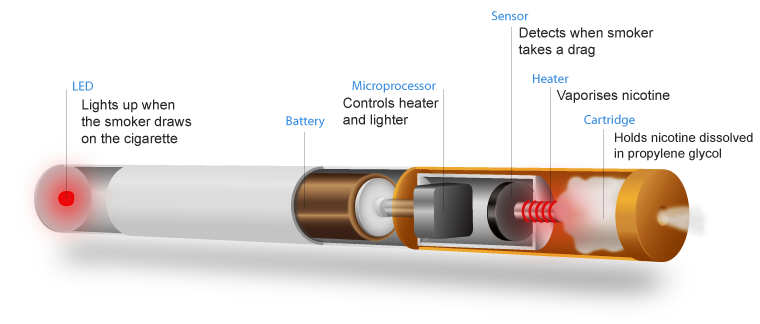 LED
Lights up when
the smoker draws
on the cigarette
Battery
Microprocessor
Controls heater
and lighter
Sensor
Detects when smoker
takes a drag
Heater
Vaporises nicotine
Cartridge
Holds nicotine dissolved
in propylene glycol